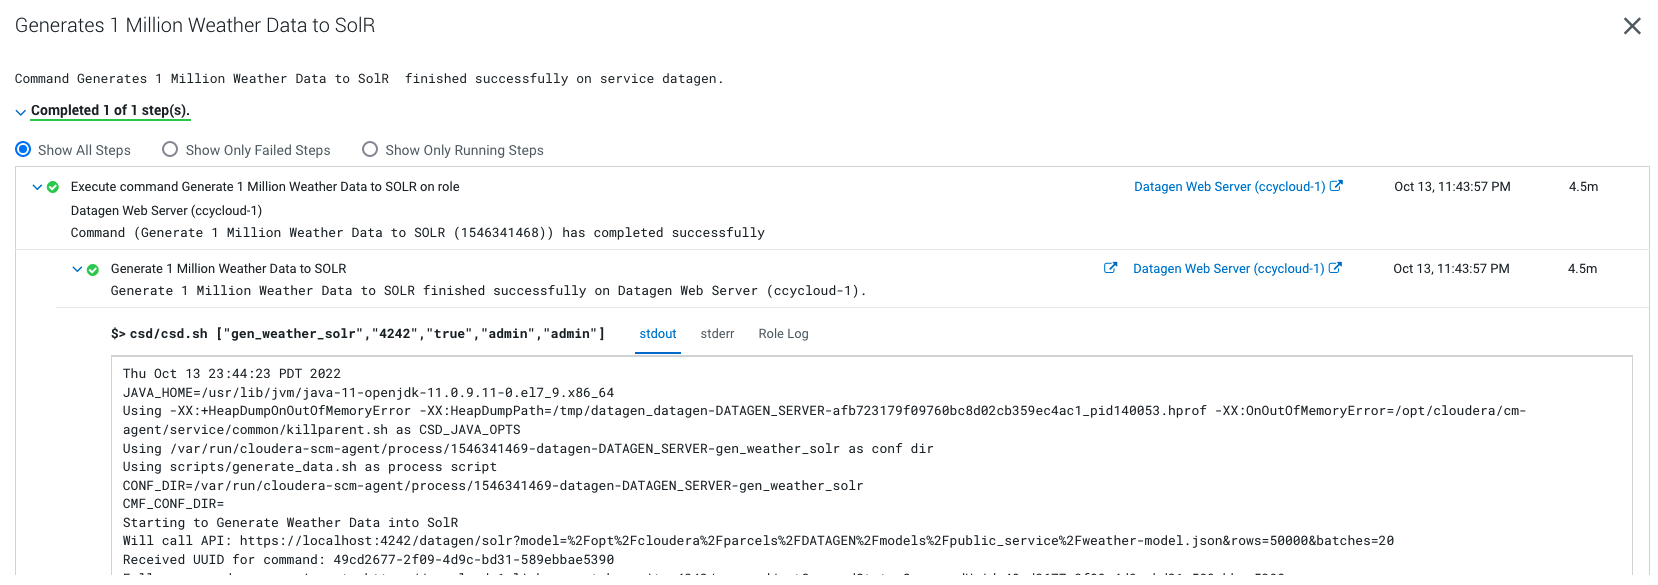 Generates 1 Million Weather Data to SolR
Command Generates 1 Million Weather Data to SolR  finished successfully on service datagen.
Completed 1 of 1 step(s).
Show All Steps Show Only Failed Steps Show Only Running Steps
Execute command Generate 1 Million Weather Data to SOLR on role Datagen Web Server (ccycloud-1) Oct 13, 11:43:57 PM 4.5m
Datagen Web Server (ccycloud-1)
Command (Generate 1 Million Weather Data to SOLR (1546341468)) has completed successfully
Generate 1 Million Weather Data to SOLR Datagen Web Server (ccycloud-1) Oct 13, 11:43:57 PM 4.5m
Generate 1 Million Weather Data to SOLR finished successfully on Datagen Web Server (ccycloud-1).
$> csd/csd.sh ["gen_weather_solr","4242","true","admin","admin"] stdout stderr Role Log
Thu Oct 13 23:44:23 PDT 2022
JAVA_HOME=/usr/lib/jvm/java-11-openjdk-11.0.9.11-0.el7_9.x86_64
Using -XX:+HeapDumpOnOutOfMemoryError -XX:HeapDumpPath=/tmp/datagen_datagen-DATAGEN_SERVER-afb723179f09760bc8d02cb359ec4ac1_pid140053.hprof -XX:OnOutOfMemoryError=/opt/cloudera/cm-
agent/service/common/killparent.sh as CSD_JAVA_OPTS
Using /var/run/cloudera-scm-agent/process/1546341469-datagen-DATAGEN_SERVER-gen_weather_solr as conf dir
Using scripts/generate_data.sh as process script
CONF_DIR=/var/run/cloudera-scm-agent/process/1546341469-datagen-DATAGEN_SERVER-gen_weather_solr
CMF_CONF_DIR=
Starting to Generate Weather Data into SolR
Will call API: https://localhost:4242/datagen/solr?model=%2Fopt%2Fcloudera%2Fparcels%2FDATAGEN%2Fmodels%2Fpublic_service%2Fweather-model.json&rows=50000&batches=20
Received UUID for command: 49cd2677-2f09-4d9c-bd31-589ebbae5390